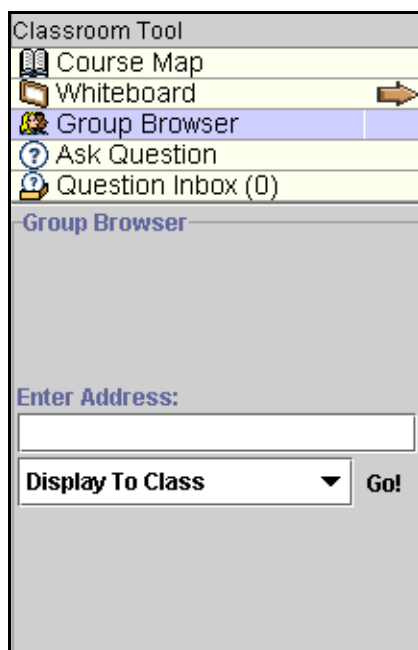 Classroom Tool
Course Map
Whiteboard
Group Browser
Ask Question
Question Inbox (0)
Group Browser
Enter Address:
Display To Class Go!